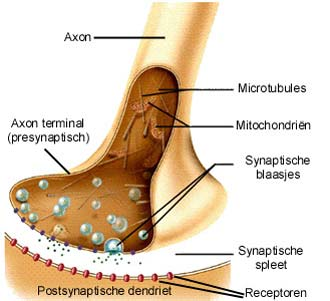 Axon
Microtubules
Axon terminal
(presynaptisch)
Mitochondriën
Synaptische
blaasjes
Synaptische
spleet
Postsynaptische dendriet
Receptoren